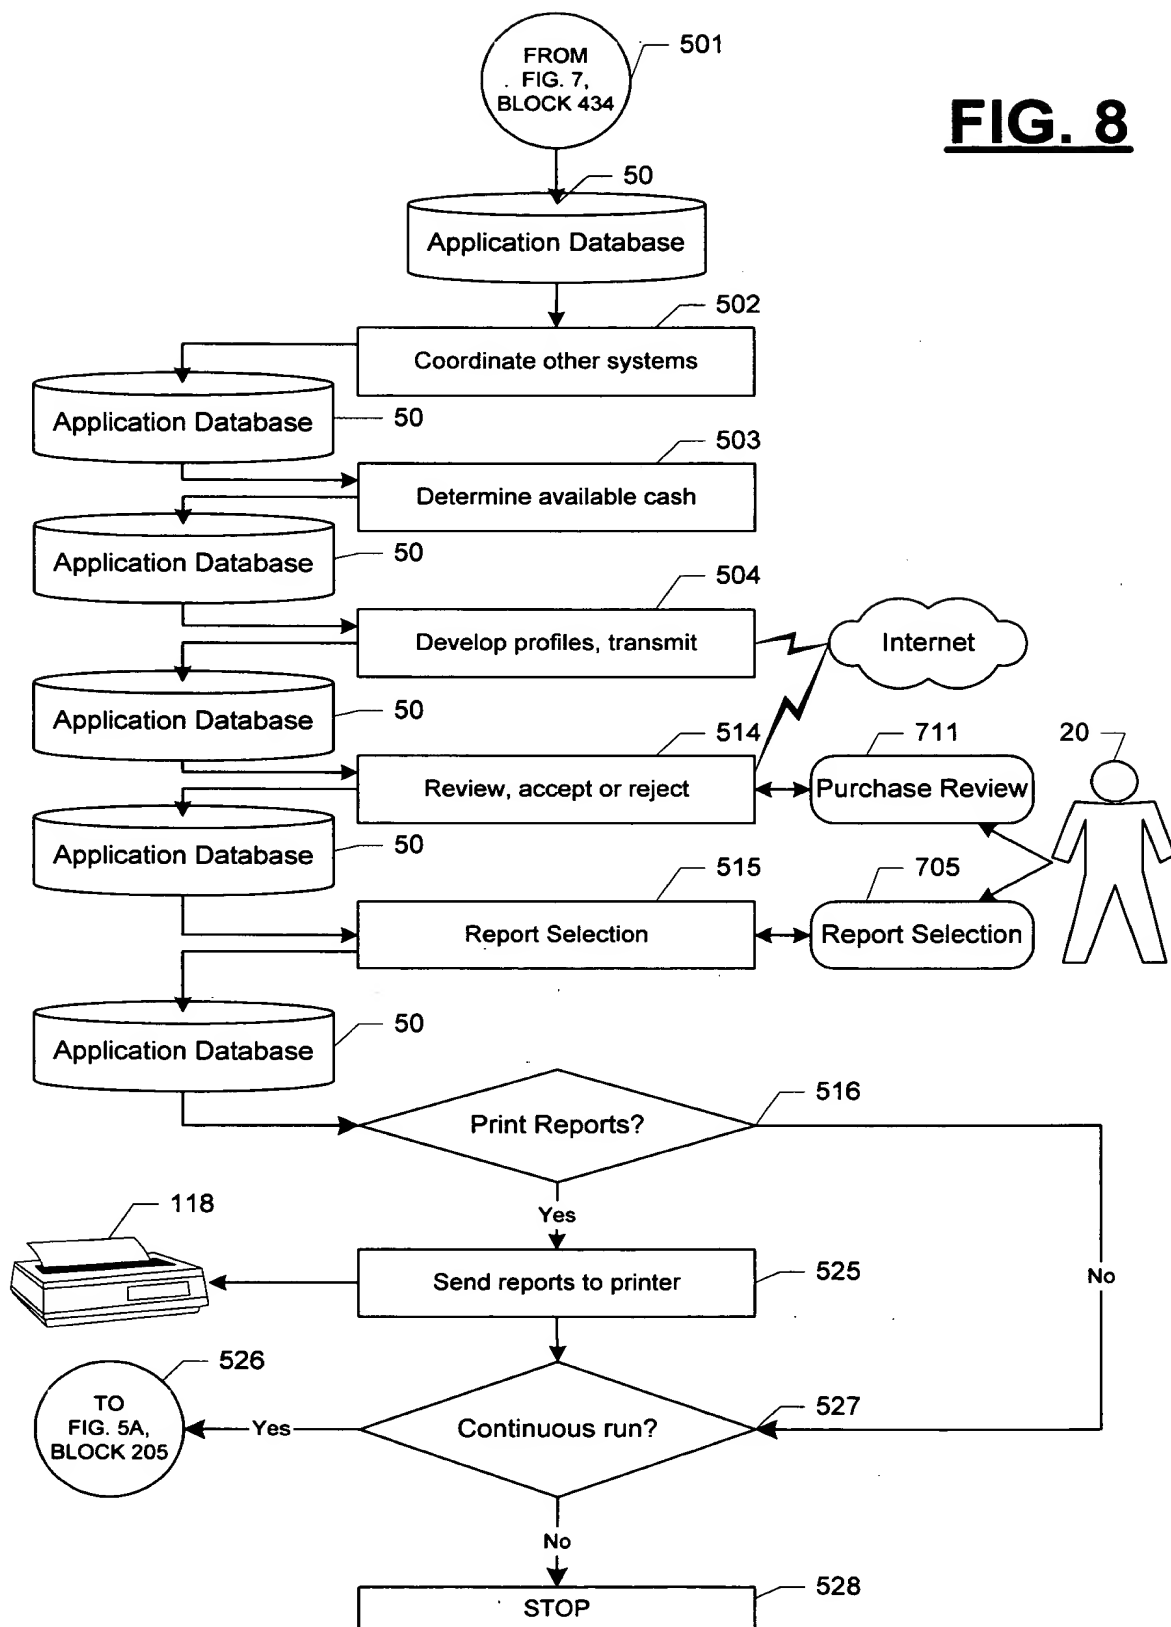 501
FROM
FIG. 7,
BLOCK 434
FIG. 8
50
Application Database
502
Coordinate other systems
Application Database
50
503
Determine available cash
Application Database
50
504
Develop profiles, transmit
Internet
Application Database
50
514
711
20
Review, accept or reject
Purchase Review
Application Database
50
515
705
Report Selection
Report Selection
Application Database
50
516
Print Reports?
118
Yes
Send reports to printer
525
No
526
TO
FIG. 5A,
BLOCK 205
Yes
Continuous run?
527
No
528
STOP